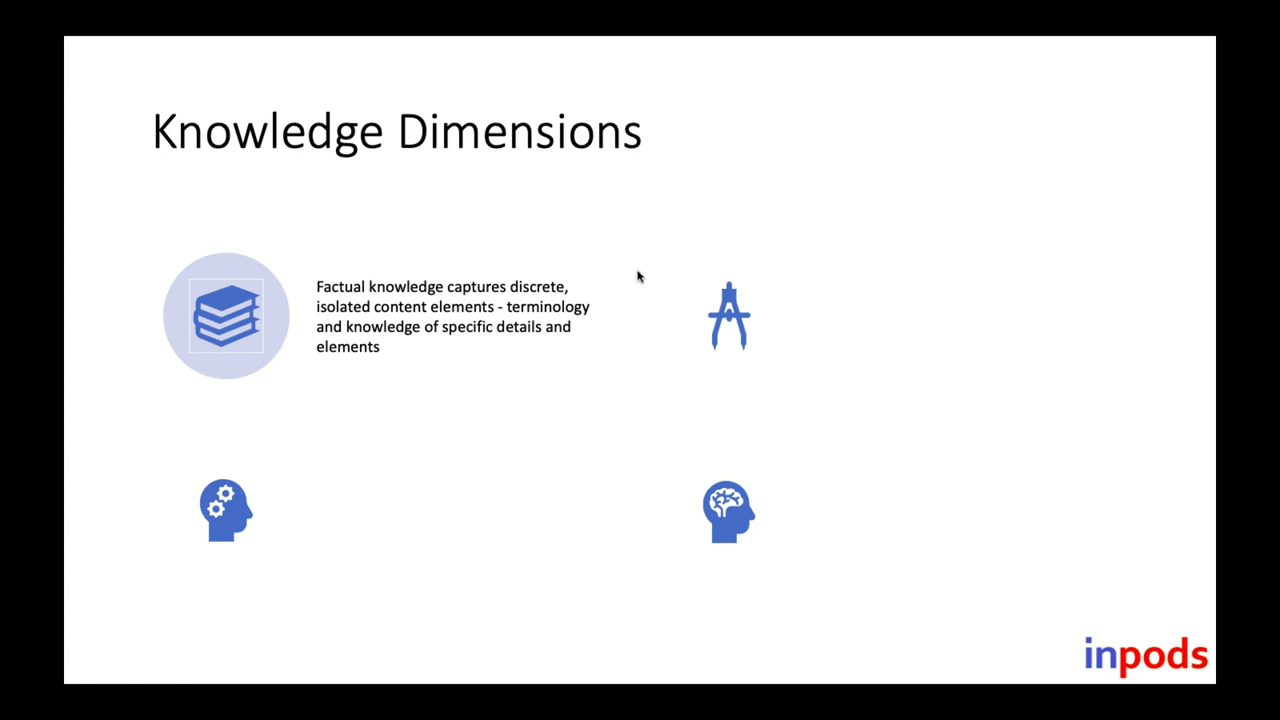 Knowledge Dimensions
Factual knowledge captures discrete,
isolated content elements - terminology
and knowledge of specific details and
elements
inpods